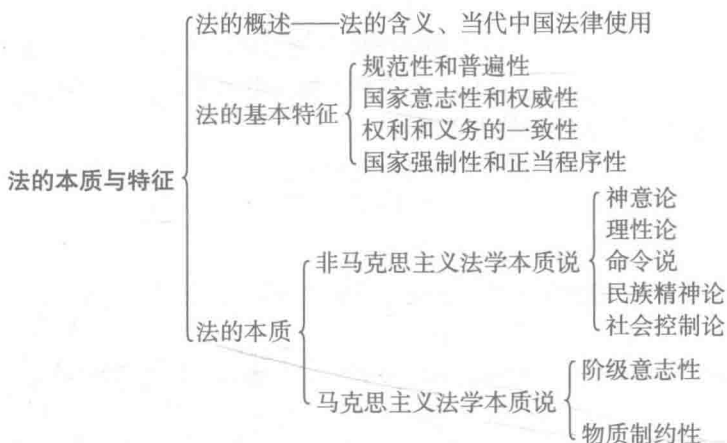 法的概述——法的含义、当代中国法律使用
规范性和普遍性
国家意志性和权威性
法的基本特征
权利和义务的一致性
国家强制性和正当程序性
法的本质与特征
神意论
理性论
非马克思主义法学本质说
命令说
民族精神论
社会控制论
法的本质
阶级意志性
马克思主义法学本质说
物质制约性